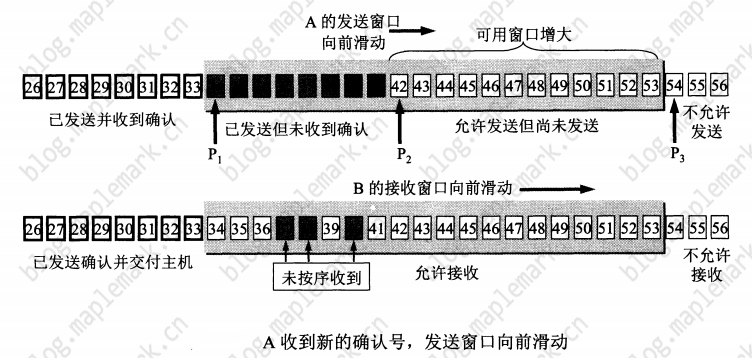 A 的发送窗口
向前滑动
可用窗口增大
26 27 28 29 30 31 32 33 42 43 44 45 46 47 48 49 50 51 52 53 54 55 56
已发送并收到确认
已发送但未收到确认
允许发送但尚未发送
不允许
发送
P1
P2
P3
B 的接收窗口向前滑动
26 27 28 29 30 31 32 33 34 35 36 39 41 42 43 44 45 46 47 48 49 50 51 52 53 54 55 56
已发送确认并交付主机
未按序收到
允许接收
不允许
接收
A 收到新的确认号，发送窗口向前滑动
blog.maplemark.cn